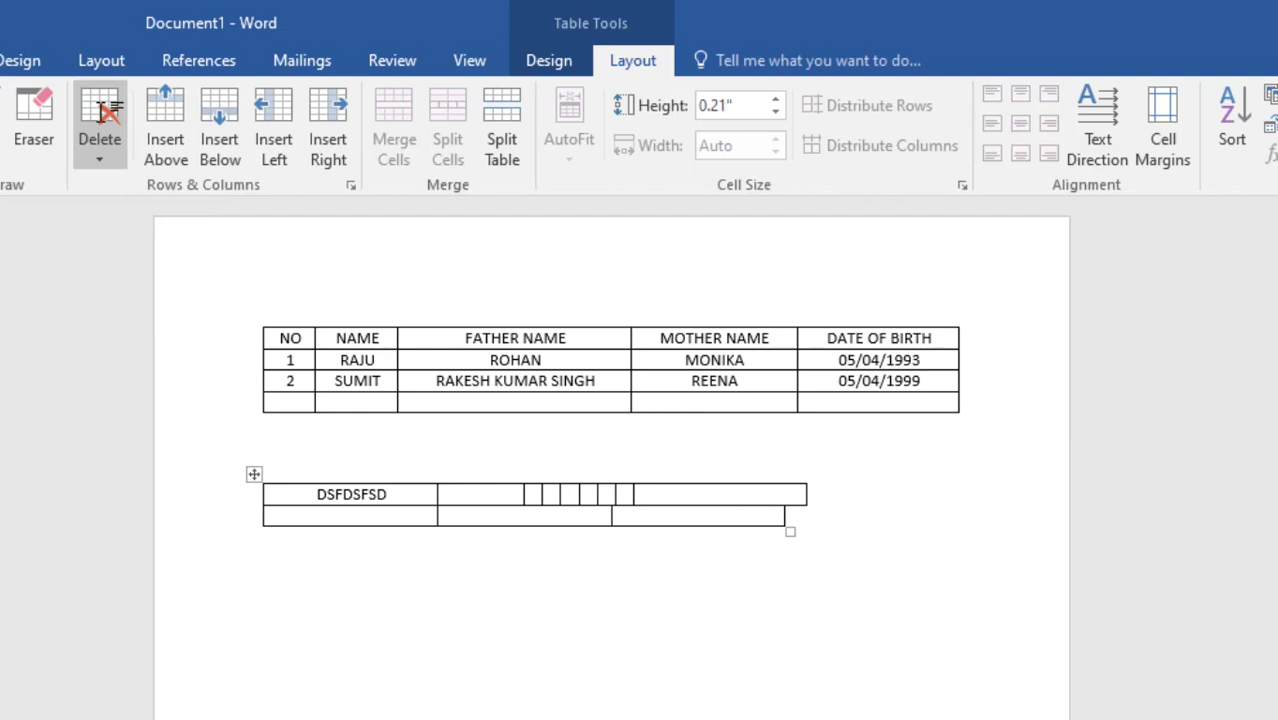 Document1 - Word
Table Tools
Design
Layout
References
Mailings
Review
View
Design
Layout
Tell me what you want to do...
Eraser
Delete
Insert Above
Insert Below
Insert Left
Insert Right
Merge Cells
Split Cells
Split Table
AutoFit
Height: 0.21"
Width: Auto
Distribute Rows
Distribute Columns
Text Direction
Cell Margins
Sort
Rows & Columns
Merge
Cell Size
Alignment
NO NAME FATHER NAME MOTHER NAME DATE OF BIRTH
1 RAJU ROHAN MONIKA 05/04/1993
2 SUMIT RAKESH KUMAR SINGH REENA 05/04/1999
DSFDSFSD